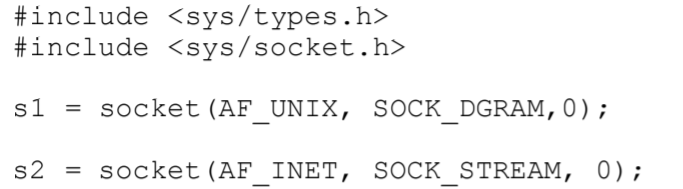 #include <sys/types.h>
#include <sys/socket.h>
s1 = socket(AF_UNIX, SOCK_DGRAM,0);
s2 = socket(AF_INET, SOCK_STREAM, 0);